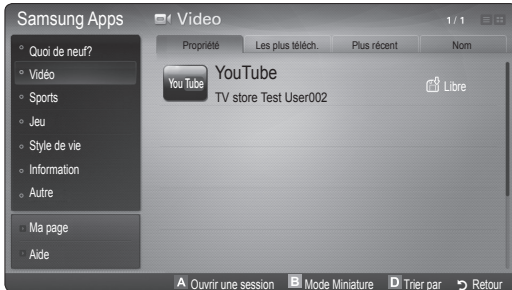 Samsung Apps
Video
1 / 1
Quoi de neuf?
Vidéo
Sports
Jeu
Style de vie
Information
Autre
Ma page
Aide
Propriété
Les plus téléch.
Plus récent
Nom
You Tube
YouTube
TV store Test User002
Libre
A Ouvrir une session
B Mode Miniature
D Trier par
Retour